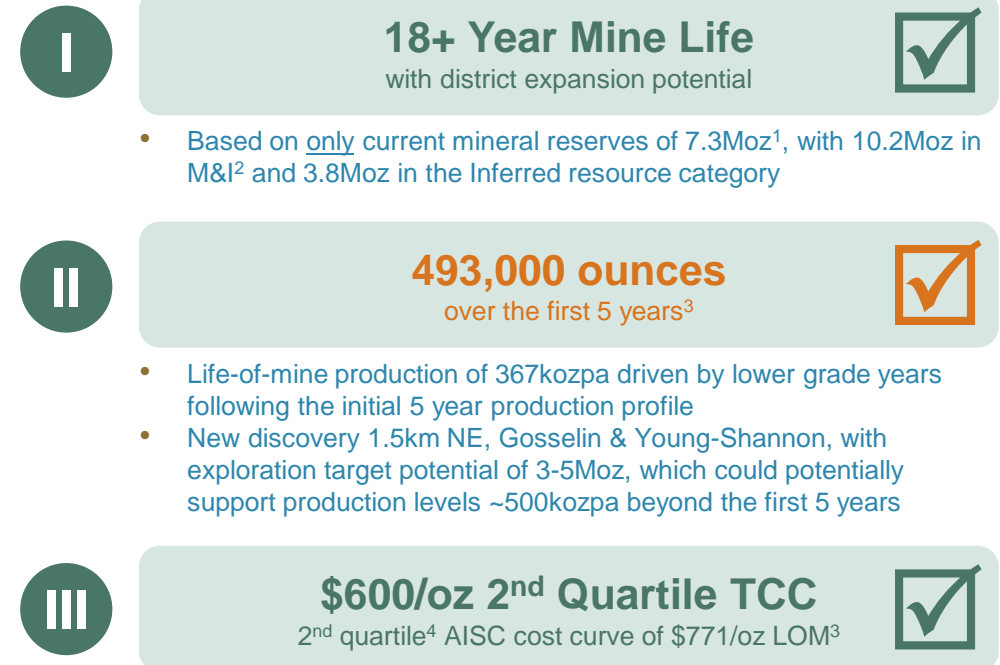 I
18+ Year Mine Life
with district expansion potential
• Based on only current mineral reserves of 7.3Moz¹, with 10.2Moz in
M&I² and 3.8Moz in the Inferred resource category
II
493,000 ounces
over the first 5 years³
• Life-of-mine production of 367kozpa driven by lower grade years
following the initial 5 year production profile
• New discovery 1.5km NE, Gosselin & Young-Shannon, with
exploration target potential of 3-5Moz, which could potentially
support production levels ~500kozpa beyond the first 5 years
III
$600/oz 2ⁿᵈ Quartile TCC
2ⁿᵈ quartile⁴ AISC cost curve of $771/oz LOM³